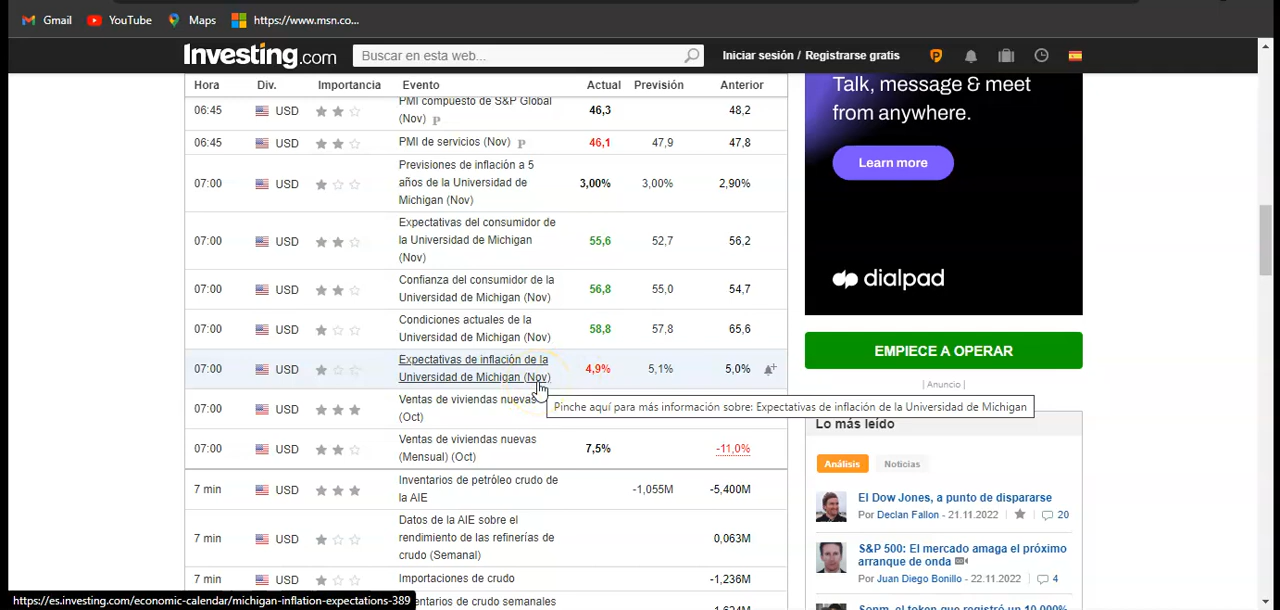 Gmail YouTube Maps https://www.msn.co...
Investing.com Buscar en esta web... Iniciar sesión / Registrarse gratis
Hora Div. Importancia Evento Actual Previsión Anterior
06:45 USD PMI compuesto de S&P Global 46,3 48,2
(Nov) P
06:45 USD PMI de servicios (Nov) P 46,1 47,9 47,8
Previsiones de inflación a 5
07:00 USD años de la Universidad de 3,00% 3,00% 2,90%
Michigan (Nov)
Expectativas del consumidor de
07:00 USD la Universidad de Michigan 55,6 52,7 56,2
(Nov)
07:00 USD Confianza del consumidor de la 56,8 55,0 54,7
Universidad de Michigan (Nov)
07:00 USD Condiciones actuales de la 58,8 57,8 65,6
Universidad de Michigan (Nov)
07:00 USD Expectativas de inflación de la 4,9% 5,1% 5,0%
Universidad de Michigan (Nov)
Pinche aquí para más información sobre: Expectativas de inflación de la Universidad de Michigan
07:00 USD Ventas de viviendas nuevas
(Oct)
07:00 USD Ventas de viviendas nuevas 7,5% -11,0%
(Mensual) (Oct)
7 min USD Inventarios de petróleo crudo de -1,055M -5,400M
la AIE
Datos de la AIE sobre el
7 min USD rendimiento de las refinerías de 0,063M
crudo (Semanal)
7 min USD Importaciones de crudo -1,236M
entarios de crudo semanales
https://es.investing.com/economic-calendar/michigan-inflation-expectations-389
Talk, message & meet
from anywhere.
Learn more
dialpad
EMPIECE A OPERAR
| Anuncio |
Lo más leído
Análisis Noticias
El Dow Jones, a punto de dispararse
Por Declan Fallon - 21.11.2022 | 20
S&P 500: El mercado amaga el próximo
arranque de onda
Por Juan Diego Bonillo - 22.11.2022 | 4